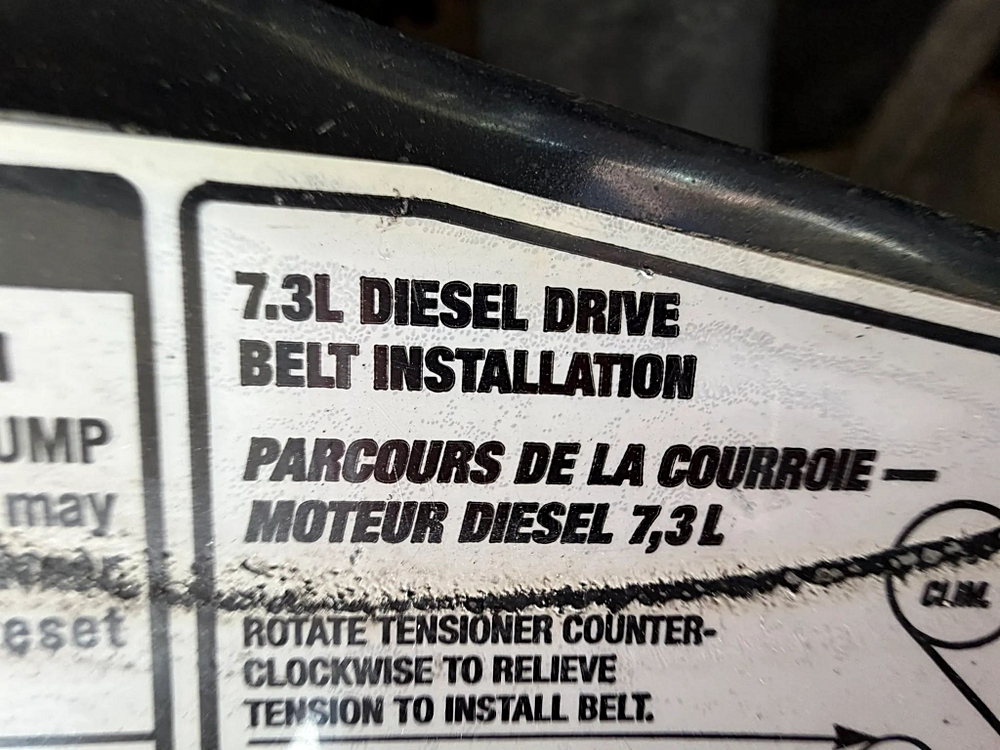 7.3L DIESEL DRIVE
BELT INSTALLATION
PARCOURS DE LA COURROIE —
MOTEUR DIESEL 7,3 L
ROTATE TENSIONER COUNTER-
CLOCKWISE TO RELIEVE
TENSION TO INSTALL BELT.
CLIM.
UMP
may
eset